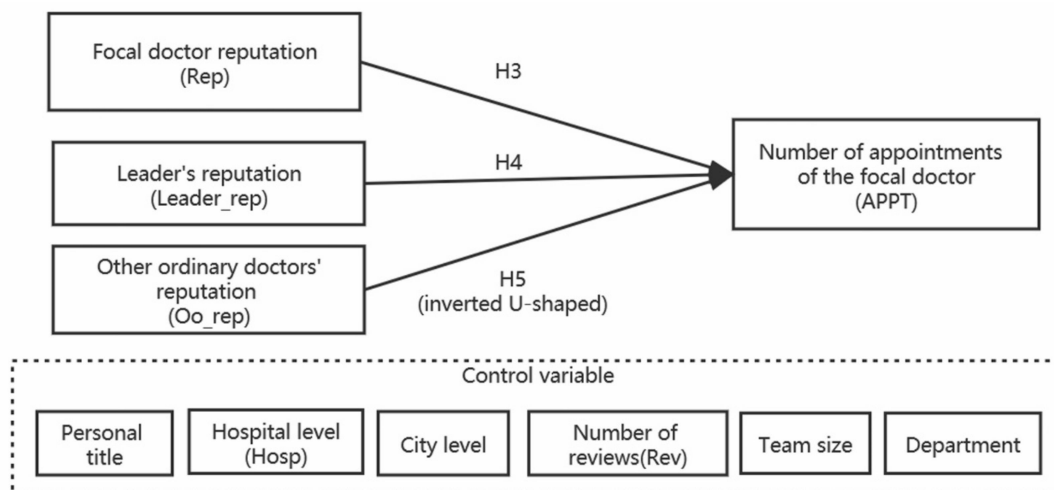 Focal doctor reputation
(Rep)
H3
Leader's reputation
(Leader_rep)
H4
Number of appointments
of the focal doctor
(APPT)
Other ordinary doctors'
reputation
(Oo_rep)
H5
(inverted U-shaped)
Control variable
Personal
title
Hospital level
(Hosp)
City level
Number of
reviews(Rev)
Team size
Department